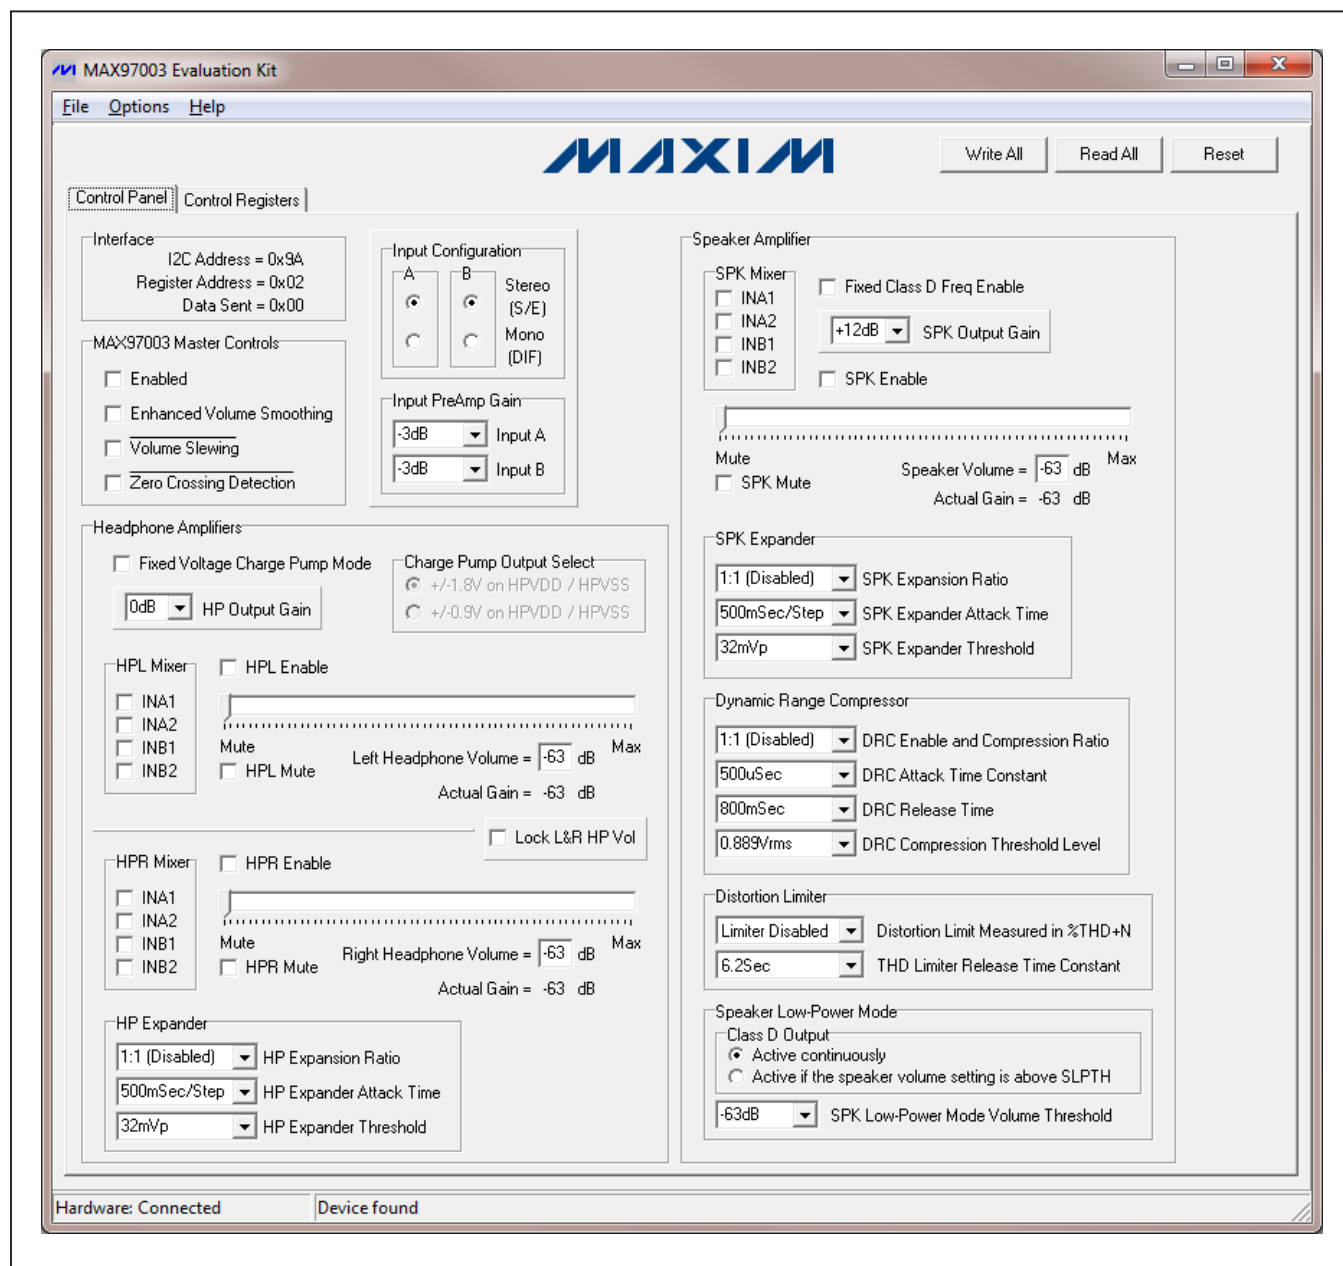 MAX97003 Evaluation Kit
File Options Help
MAXIM
Write All Read All Reset
Control Panel Control Registers
Interface
I2C Address = 0x9A
Register Address = 0x02
Data Sent = 0x00
MAX97003 Master Controls
Enabled
Enhanced Volume Smoothing
Volume Slewing
Zero Crossing Detection
Input Configuration
A B
Stereo
(S/E)
Mono
(DIF)
Input PreAmp Gain
-3dB Input A
-3dB Input B
Headphone Amplifiers
Fixed Voltage Charge Pump Mode
0dB HP Output Gain
Charge Pump Output Select
+/-1.8V on HPVDD / HPVSS
+/-0.9V on HPVDD / HPVSS
HPL Mixer
INA1
INA2
INB1
INB2
HPL Enable
Mute Max
HPL Mute
Left Headphone Volume = -63 dB
Actual Gain = -63 dB
Lock L&R HP Vol
HPR Mixer
INA1
INA2
INB1
INB2
HPR Enable
Mute Max
HPR Mute
Right Headphone Volume = -63 dB
Actual Gain = -63 dB
HP Expander
1:1 (Disabled) HP Expansion Ratio
500mSec/Step HP Expander Attack Time
32mVp HP Expander Threshold
Speaker Amplifier
SPK Mixer
INA1
INA2
INB1
INB2
Fixed Class D Freq Enable
+12dB SPK Output Gain
SPK Enable
Mute Max
SPK Mute
Speaker Volume = -63 dB
Actual Gain = -63 dB
SPK Expander
1:1 (Disabled) SPK Expansion Ratio
500mSec/Step SPK Expander Attack Time
32mVp SPK Expander Threshold
Dynamic Range Compressor
1:1 (Disabled) DRC Enable and Compression Ratio
500uSec DRC Attack Time Constant
800mSec DRC Release Time
0.889Vrms DRC Compression Threshold Level
Distortion Limiter
Limiter Disabled Distortion Limit Measured in %THD+N
6.2Sec THD Limiter Release Time Constant
Speaker Low-Power Mode
Class D Output
Active continuously
Active if the speaker volume setting is above SLPTH
-63dB SPK Low-Power Mode Volume Threshold
Hardware: Connected Device found